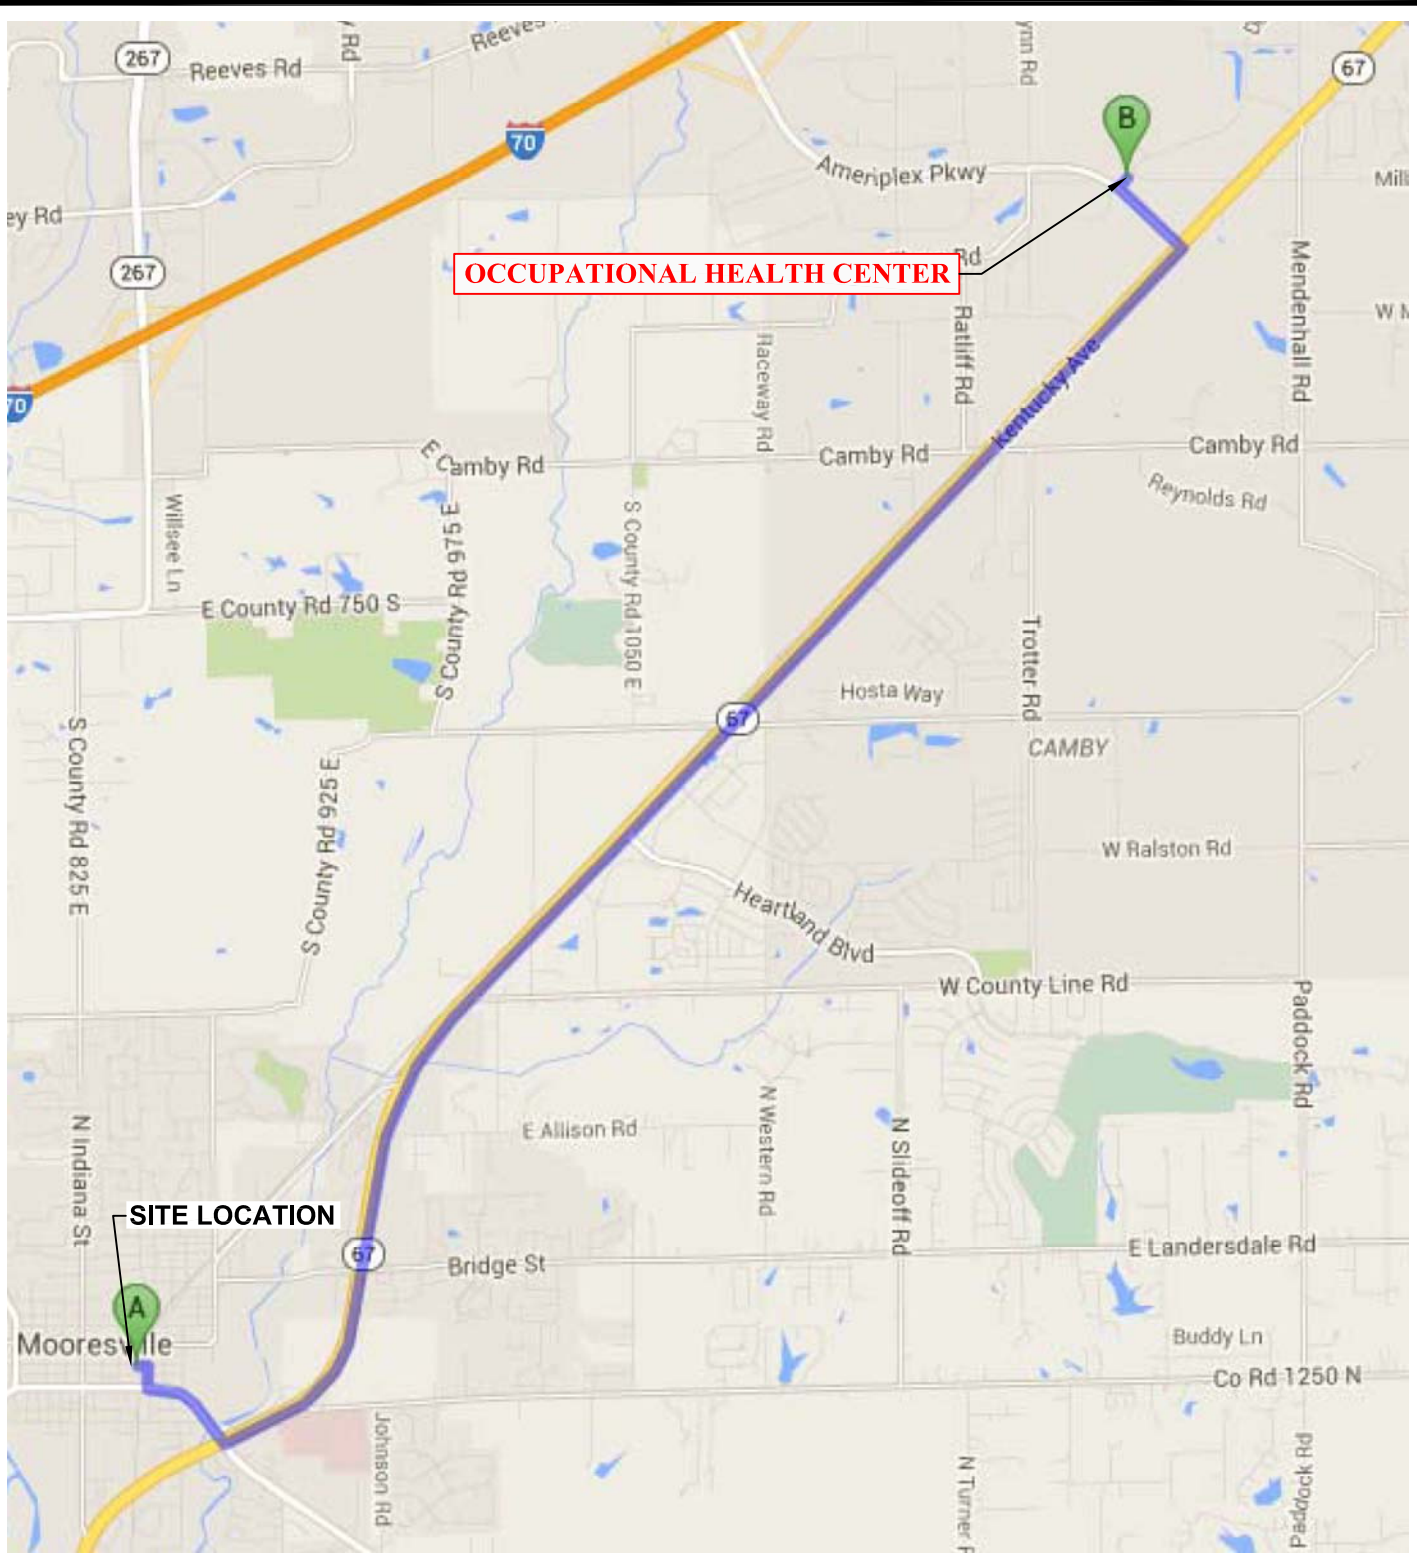 267
Reeves Rd
Reeves
67
B
70
Ameriplex Pkwy
Mill
ey Rd
267
OCCUPATIONAL HEALTH CENTER
Rd
Mendenhall Rd
W M
Ratliff Rd
Raceway Rd
Kentucky Ave
70
E C
Camby Rd
Camby Rd
Camby Rd
Reynolds Rd
Willsee Ln
S County Rd 975 E
S County Rd 1050 E
E County Rd 750 S
Trotter Rd
Hosta Way
67
CAMBY
S County Rd 825 E
S County Rd 925 E
W Ralston Rd
Heartland Blvd
W County Line Rd
Paddock Rd
N Indiana St
E Allison Rd
N Western Rd
N Slideoff Rd
SITE LOCATION
67
Bridge St
E Landersdale Rd
A
Mooresville
Buddy Ln
Co Rd 1250 N
Johnson Rd
N Turner R
Paddock Rd